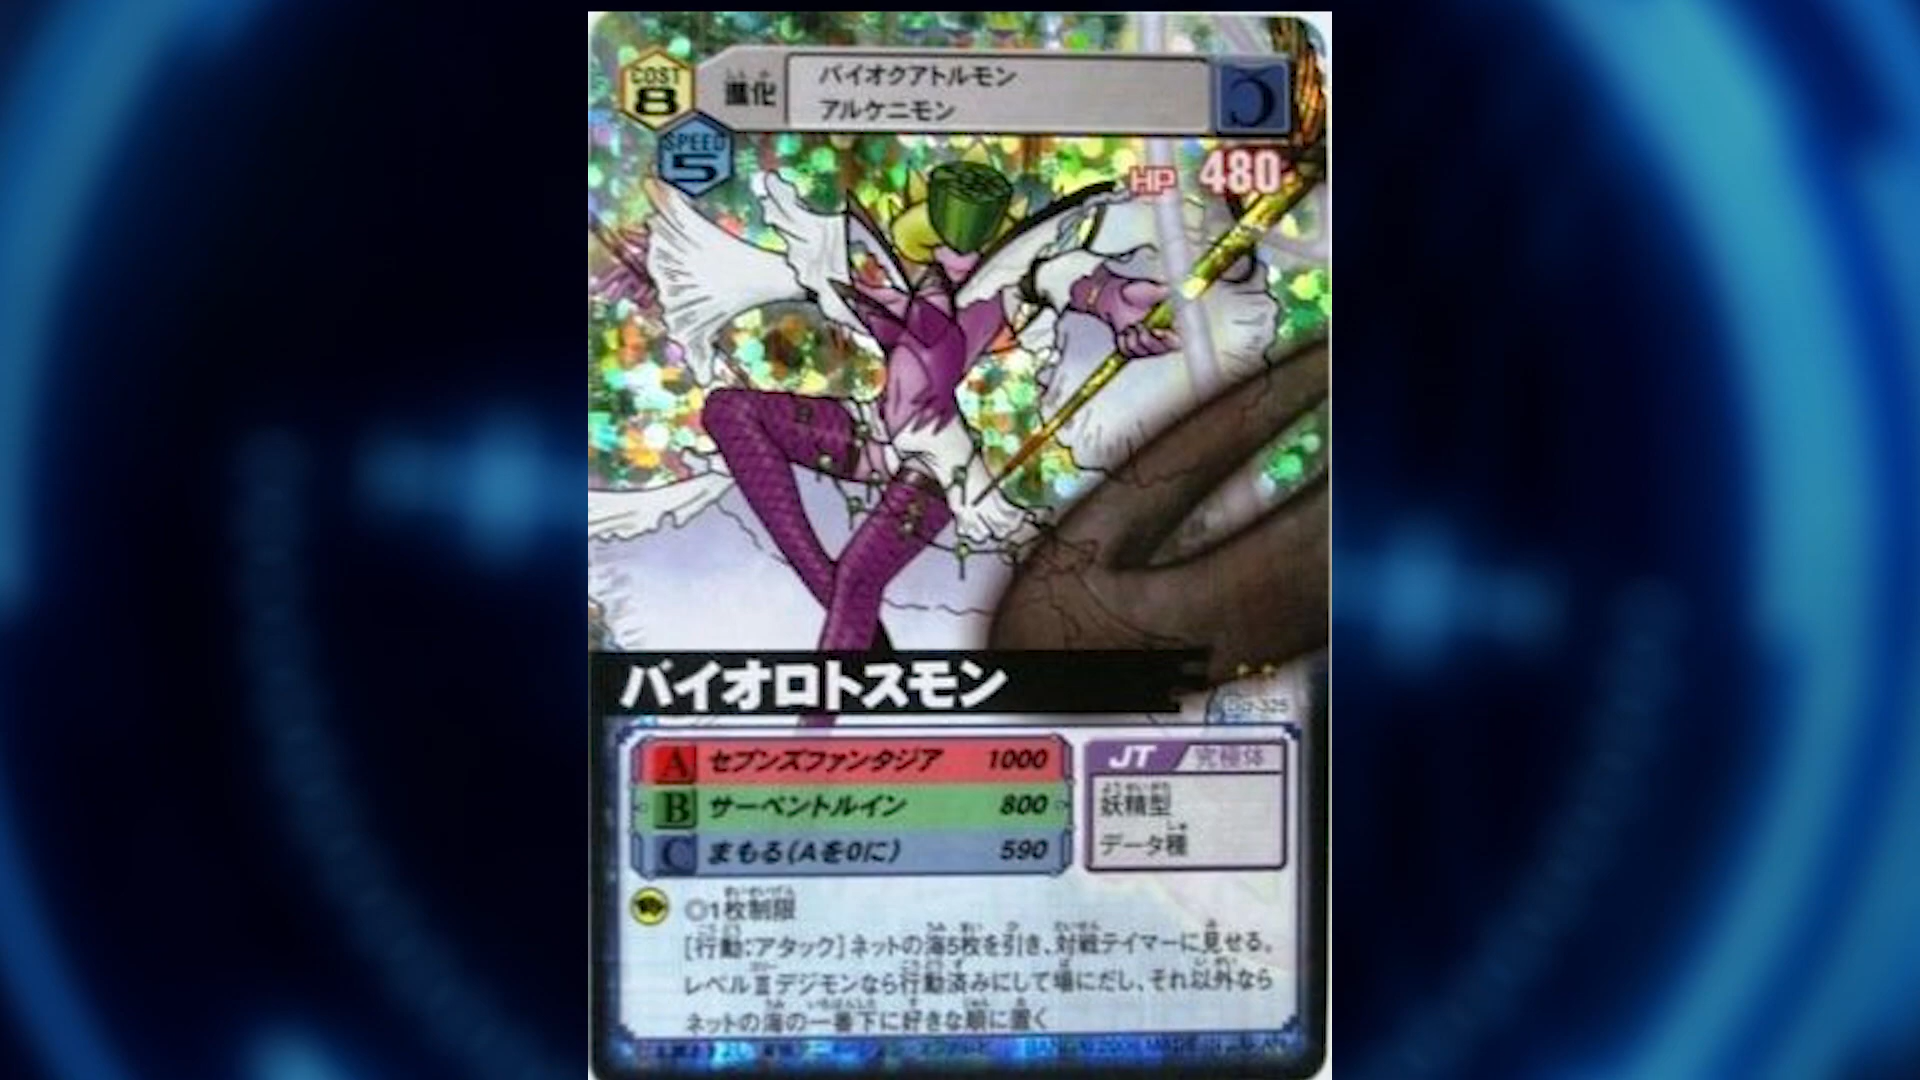 COST
8
進化
バイオクアトルモン
アルケニモン
SPEED
5
HP 480
バイオロトスモン
A セブンズファンタジア 1000
B サーペントルイン 800
C まもる(Aを0に) 590
JT 究極体
妖精型
データ種
◎1枚制限
[行動:アタック]ネットの海5枚を引き、対戦テイマーに見せる。
レベルⅢデジモンなら行動済みにして場にだし、それ以外なら
ネットの海の一番下に好きな順に置く